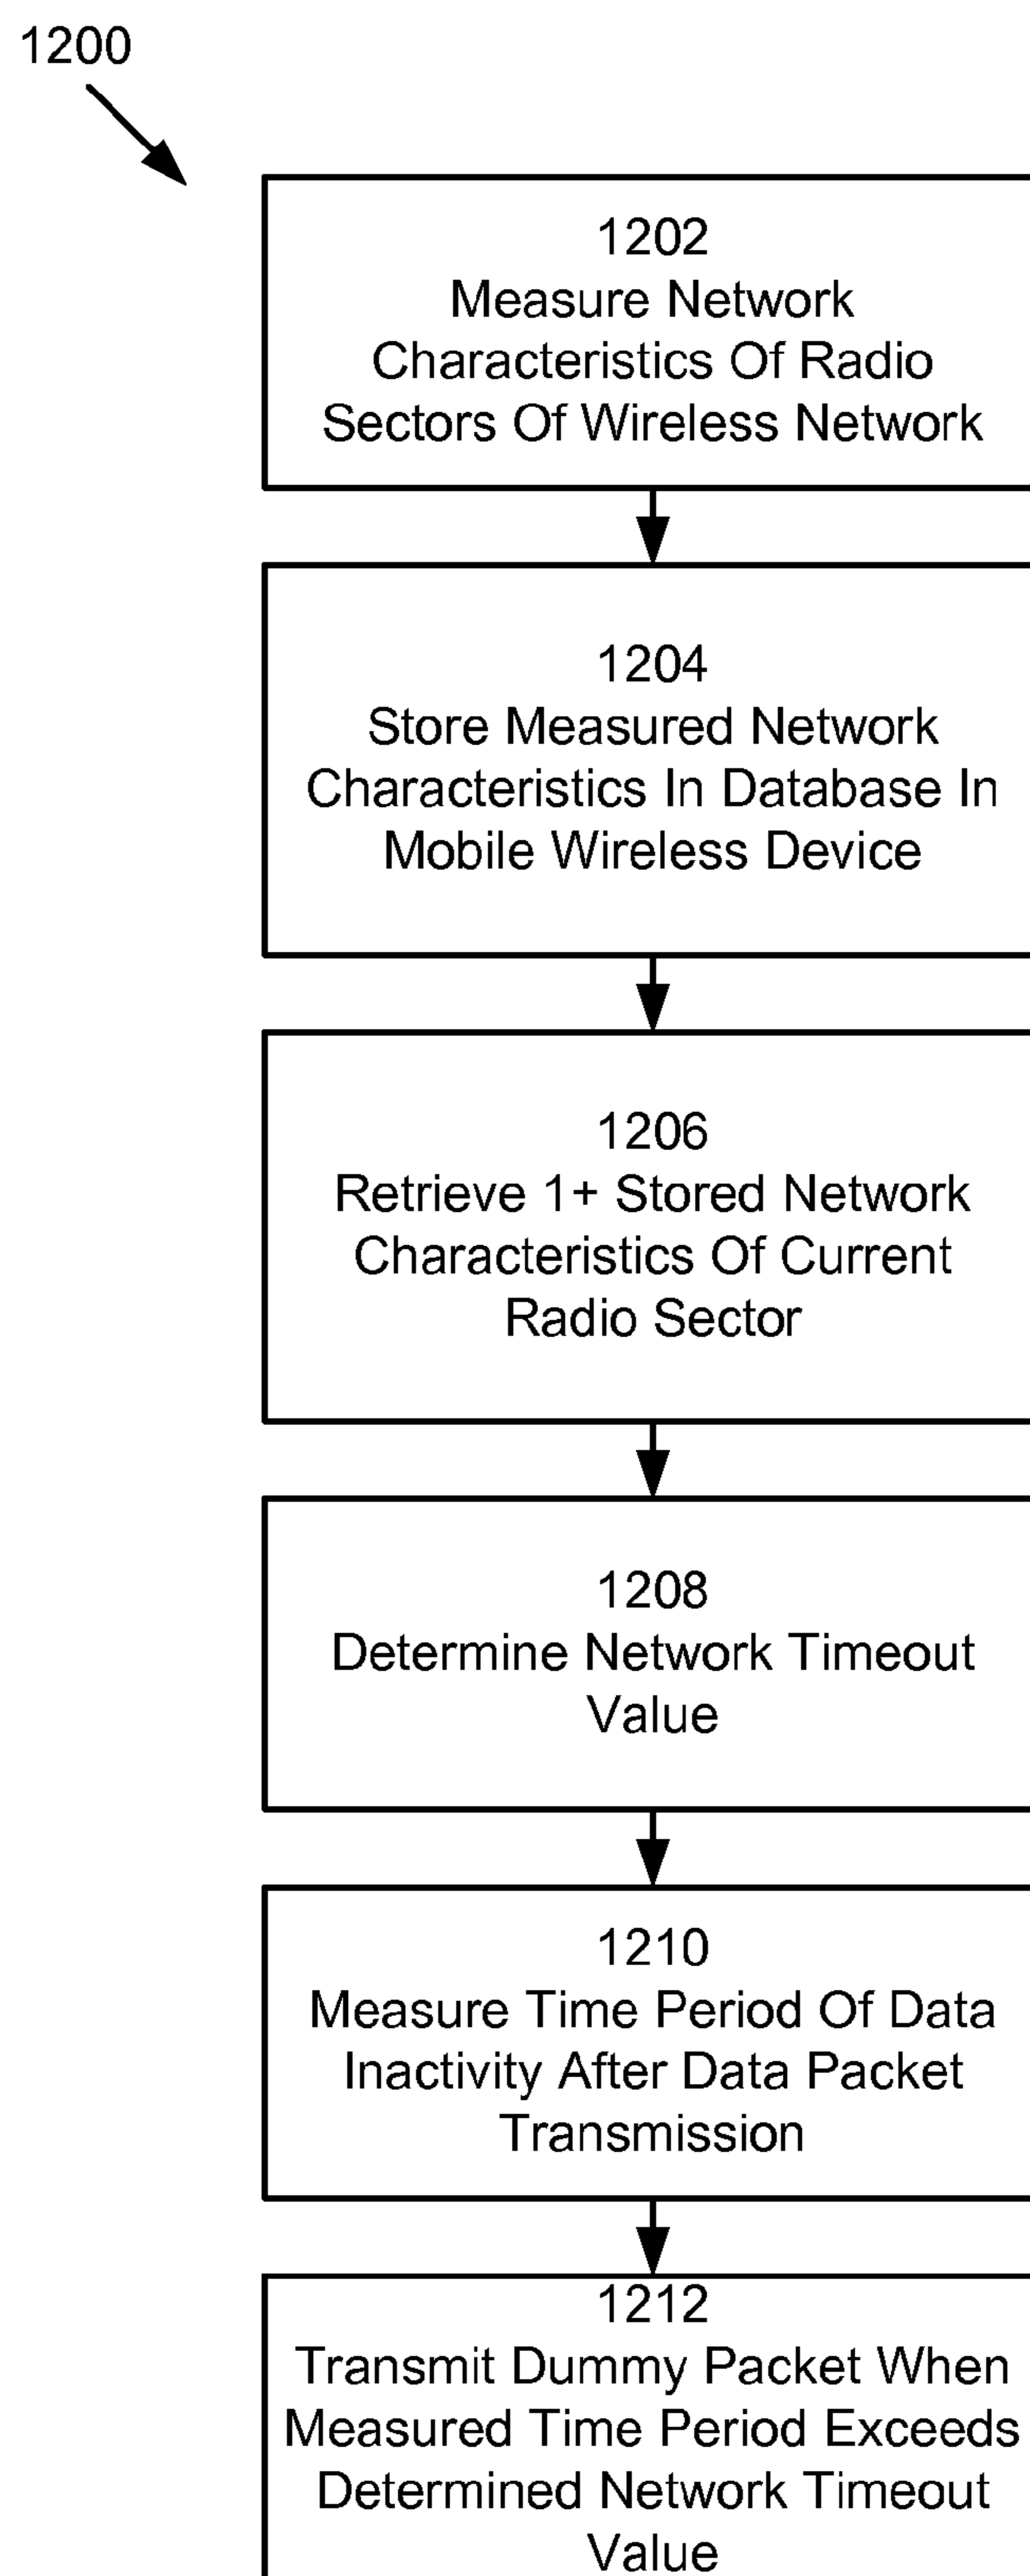 1200
1202
Measure Network
Characteristics Of Radio
Sectors Of Wireless Network
1204
Store Measured Network
Characteristics In Database In
Mobile Wireless Device
1206
Retrieve 1+ Stored Network
Characteristics Of Current
Radio Sector
1208
Determine Network Timeout
Value
1210
Measure Time Period Of Data
Inactivity After Data Packet
Transmission
1212
Transmit Dummy Packet When
Measured Time Period Exceeds
Determined Network Timeout
Value